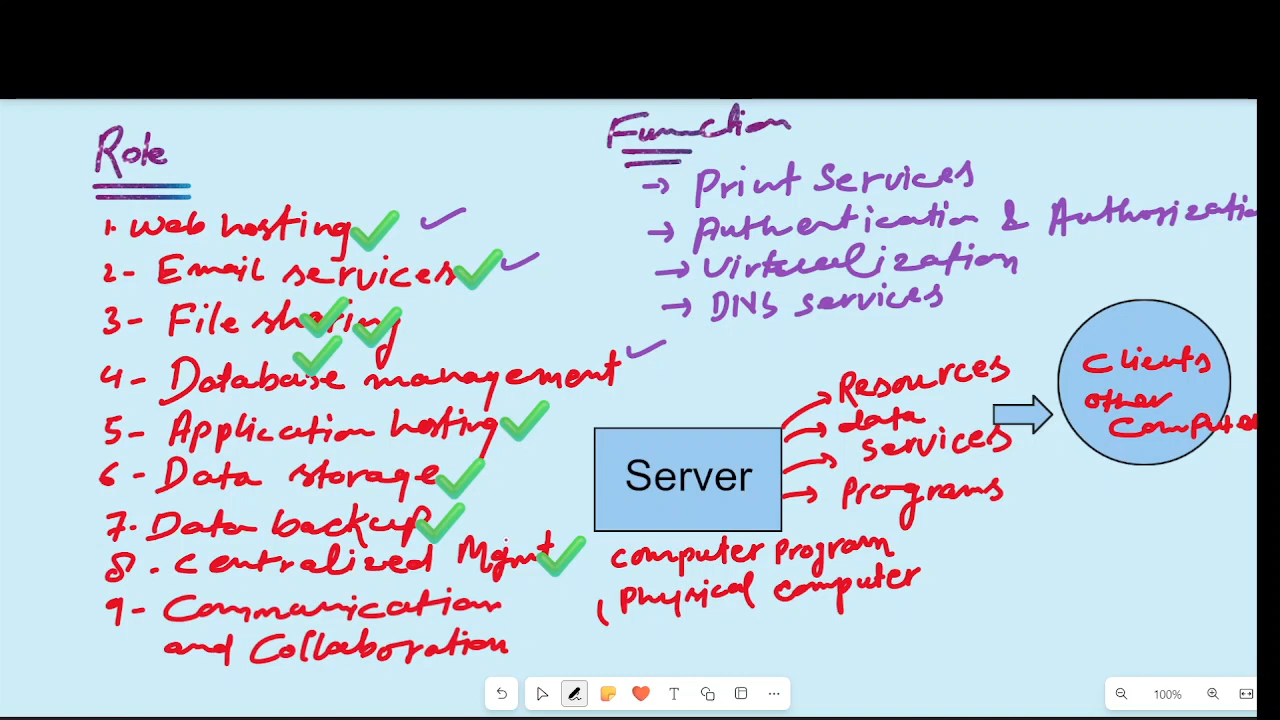 Role
1. Web hosting
2- Email services
3- File sharing
4- Database management
5- Application hosting
6- Data storage
7. Data backup
8. Centralized Mgmt
9- Communication
and Collaboration
Function
→ Print Services
→ Authentication & Authorizatio
→ Virtualization
→ DNS services
Server
Resources
data
services
Programs
Clients
other
Compute
computer program
(Physical computer
100%